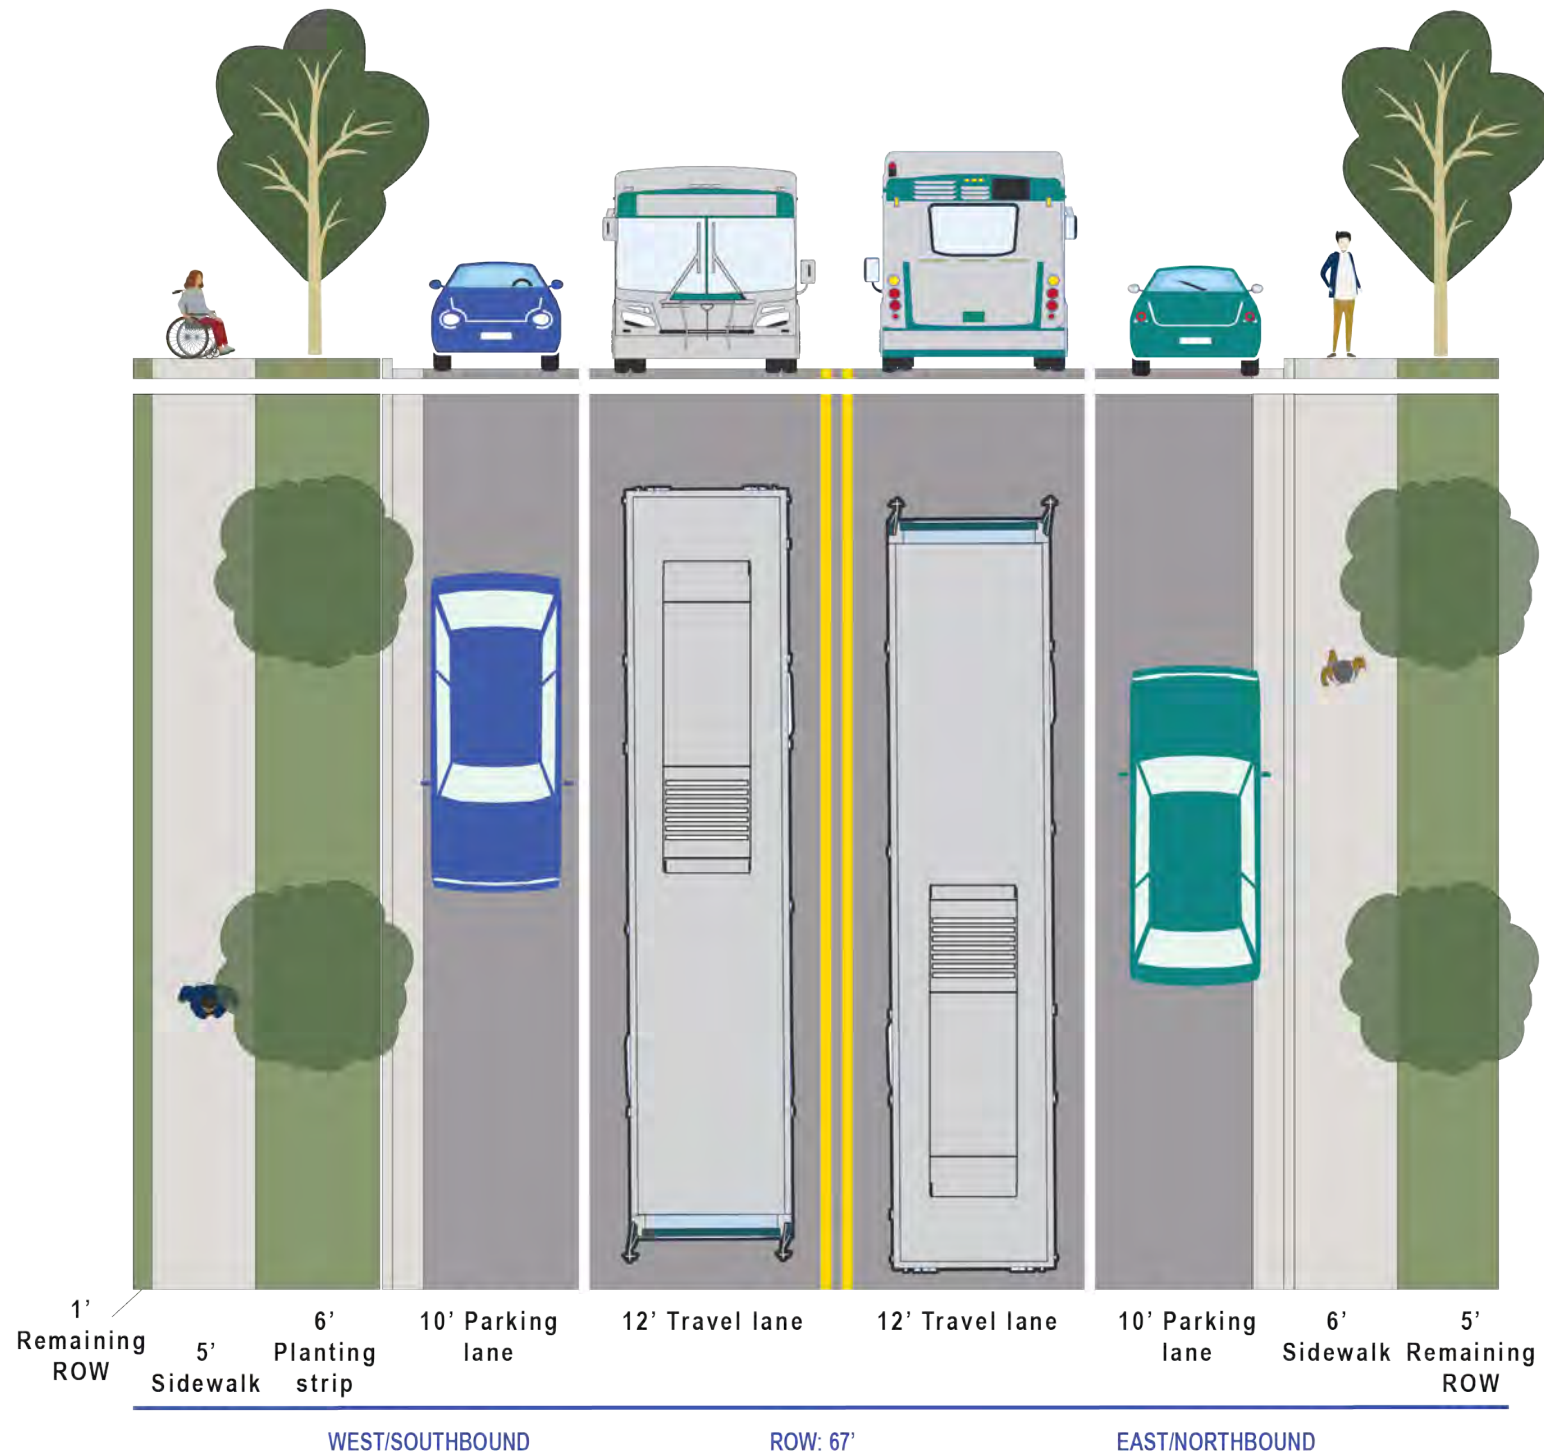 1’
Remaining
ROW
5’
Sidewalk
6’
Planting
strip
10’ Parking
lane
12’ Travel lane
12’ Travel lane
10’ Parking
lane
6’
Sidewalk
5’
Remaining
ROW
WEST/SOUTHBOUND
ROW: 67’
EAST/NORTHBOUND